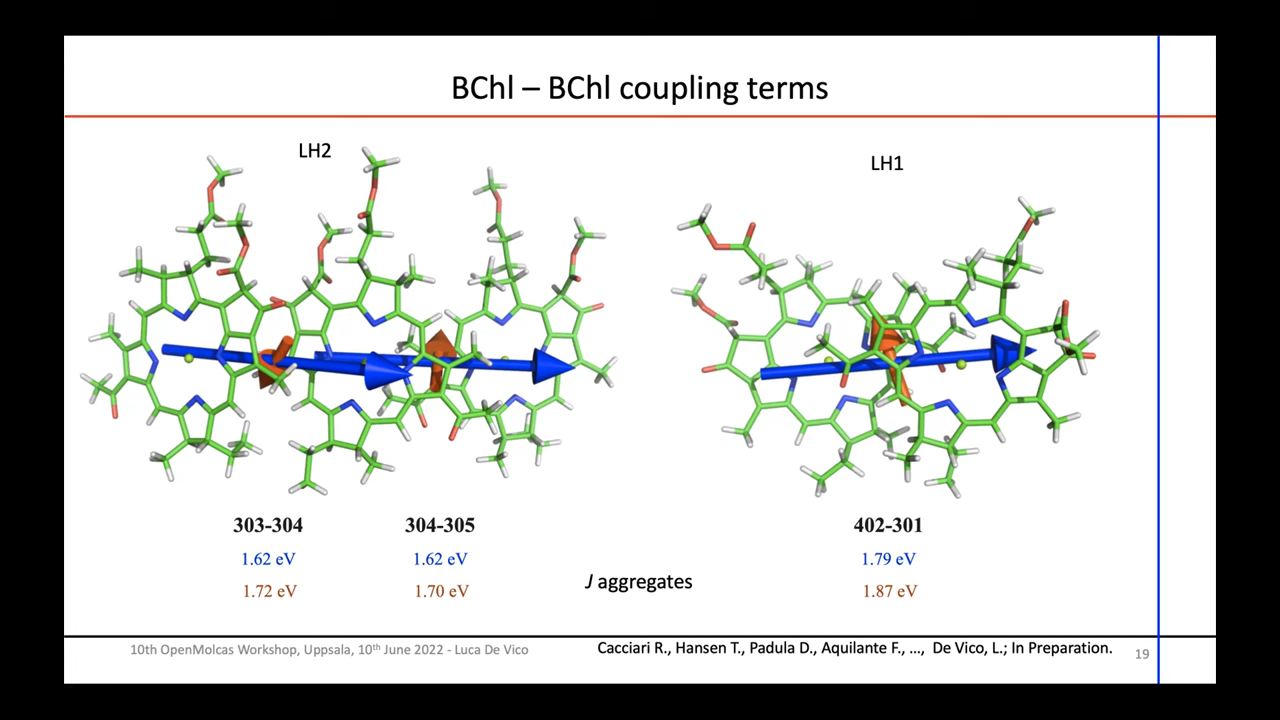 BChl – BChl coupling terms
LH2
LH1
303-304
304-305
402-301
1.62 eV
1.62 eV
1.79 eV
1.72 eV
1.70 eV
1.87 eV
J aggregates
10th OpenMolcas Workshop, Uppsala, 10th June 2022 - Luca De Vico
Cacciari R., Hansen T., Padula D., Aquilante F., ..., De Vico, L.; In Preparation.
19